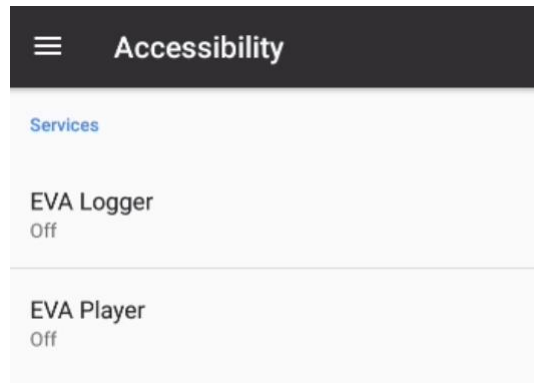 Accessibility
Services
EVA Logger
Off
EVA Player
Off